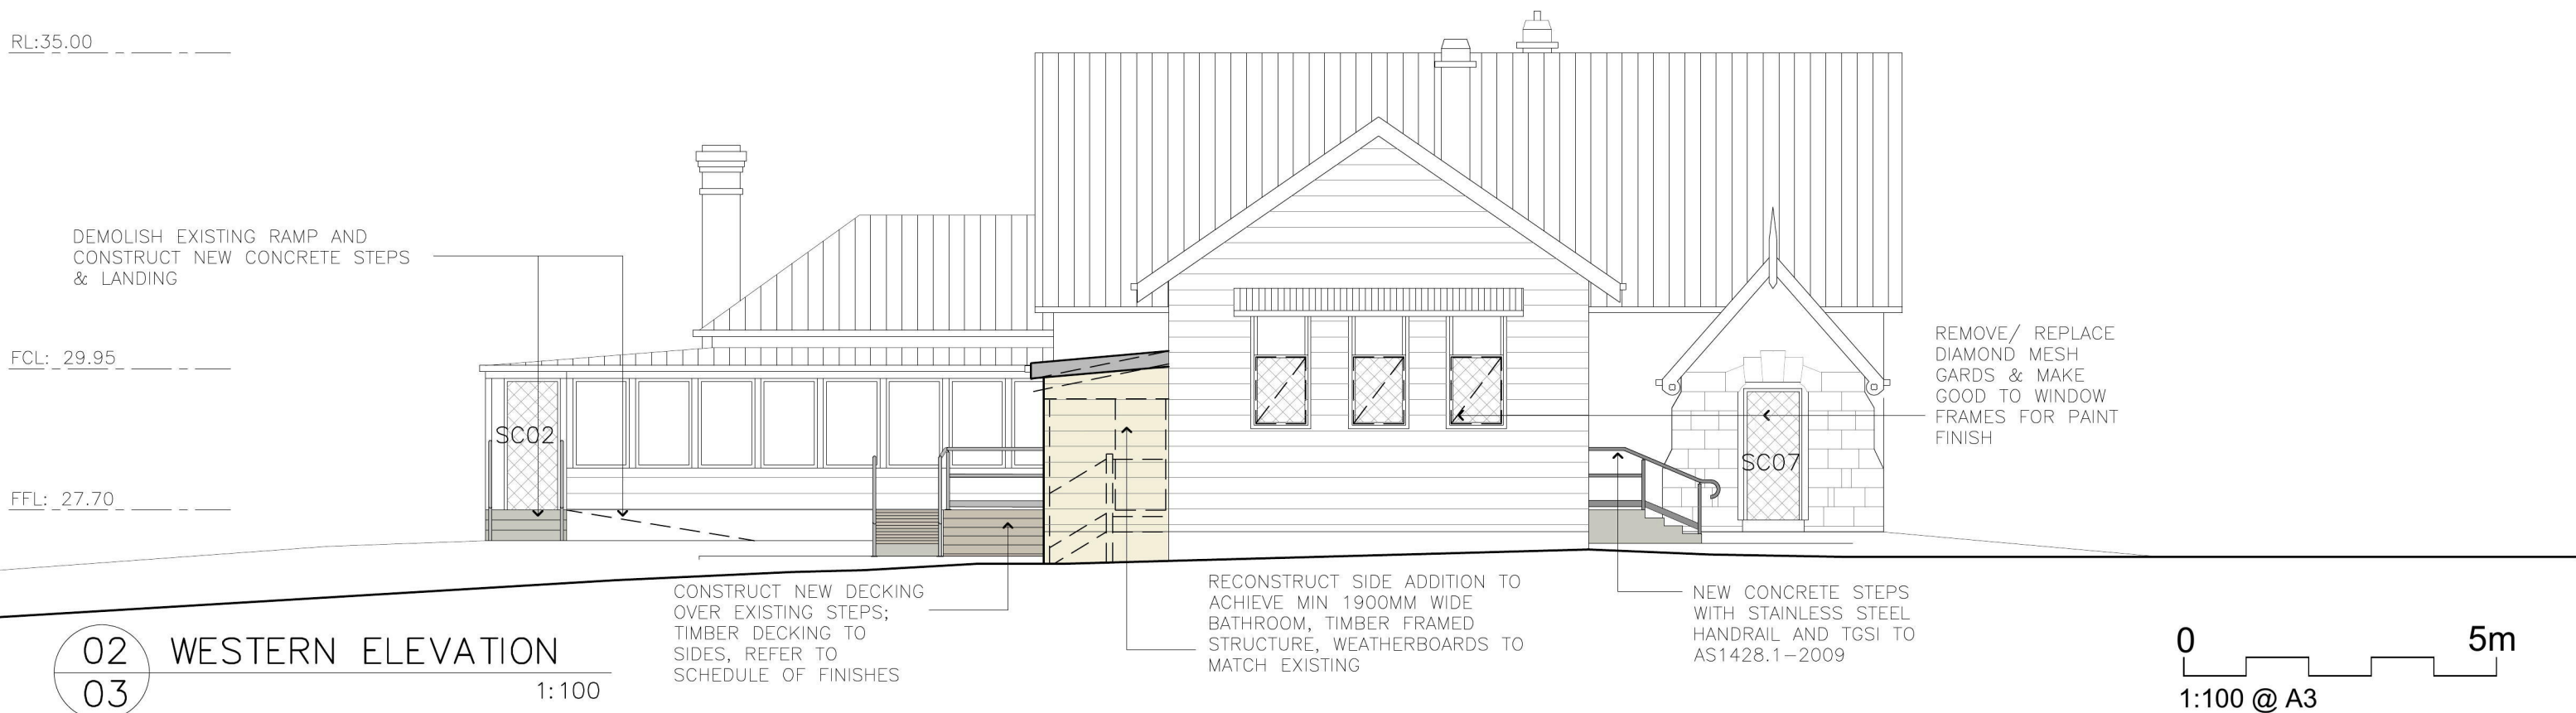 RL:35.00
DEMOLISH EXISTING RAMP AND
CONSTRUCT NEW CONCRETE STEPS
& LANDING
FCL: 29.95
FFL: 27.70
SC02
SC07
REMOVE/ REPLACE
DIAMOND MESH
GARDS & MAKE
GOOD TO WINDOW
FRAMES FOR PAINT
FINISH
CONSTRUCT NEW DECKING
OVER EXISTING STEPS;
TIMBER DECKING TO
SIDES, REFER TO
SCHEDULE OF FINISHES
RECONSTRUCT SIDE ADDITION TO
ACHIEVE MIN 1900MM WIDE
BATHROOM, TIMBER FRAMED
STRUCTURE, WEATHERBOARDS TO
MATCH EXISTING
NEW CONCRETE STEPS
WITH STAINLESS STEEL
HANDRAIL AND TGSI TO
AS1428.1-2009
02
03
WESTERN ELEVATION
1:100
0 5m
1:100 @ A3